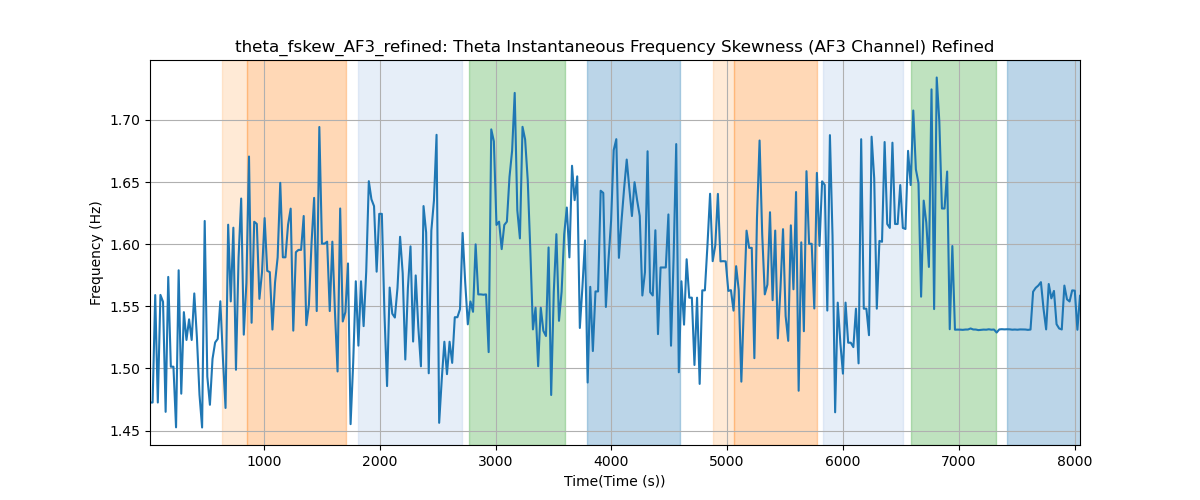 theta_fskew_AF3_refined: Theta Instantaneous Frequency Skewness (AF3 Channel) Refined
1.70
1.65
1.60
1.55
1.50
1.45
Frequency (Hz)
1000 2000 3000 4000 5000 6000 7000 8000
Time(Time (s))